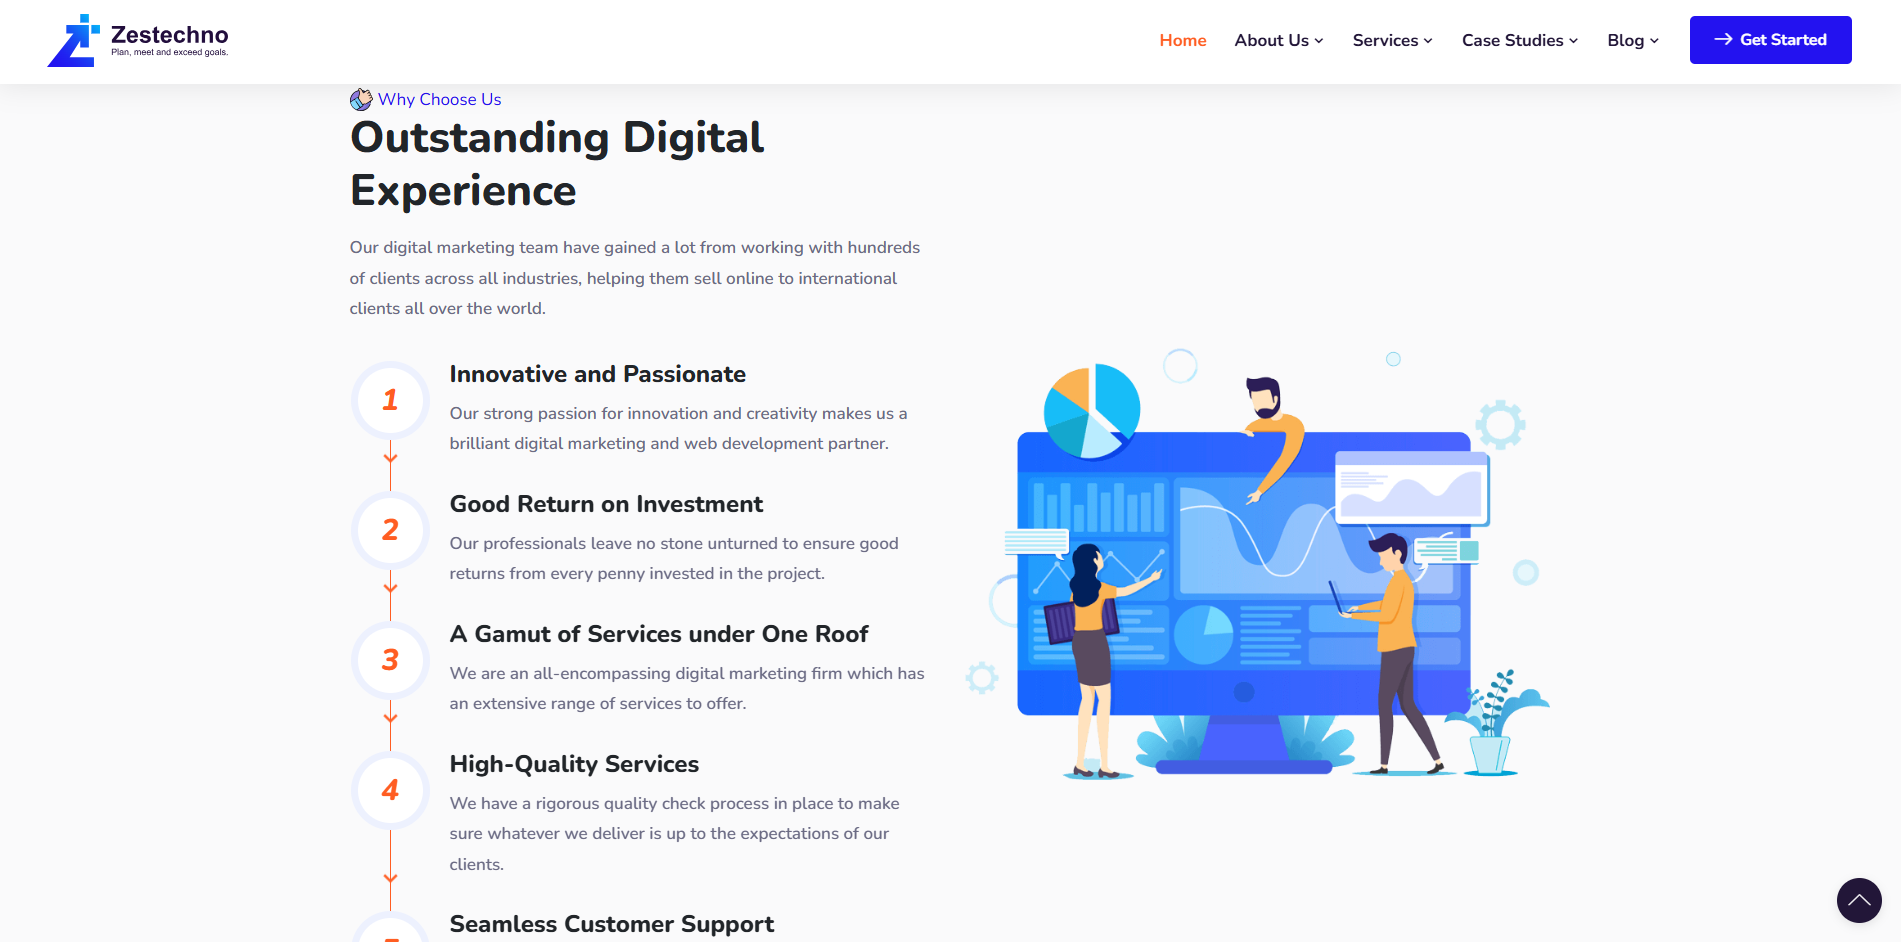 Zestechno
Plan, meet and exceed goals.
Home
About Us
Services
Case Studies
Blog
Get Started
Why Choose Us
Outstanding Digital
Experience
Our digital marketing team have gained a lot from working with hundreds
of clients across all industries, helping them sell online to international
clients all over the world.
1
Innovative and Passionate
Our strong passion for innovation and creativity makes us a
brilliant digital marketing and web development partner.
2
Good Return on Investment
Our professionals leave no stone unturned to ensure good
returns from every penny invested in the project.
3
A Gamut of Services under One Roof
We are an all-encompassing digital marketing firm which has
an extensive range of services to offer.
4
High-Quality Services
We have a rigorous quality check process in place to make
sure whatever we deliver is up to the expectations of our
clients.
Seamless Customer Support